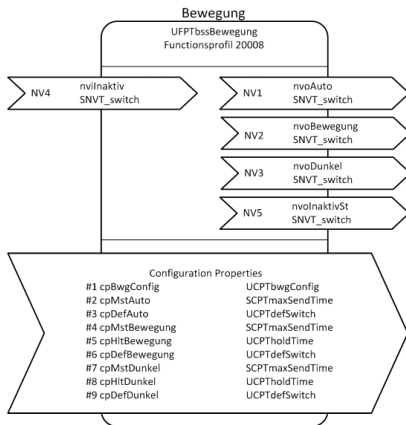 Bewegung
UFPTbssBewegung
Functionsprofil 20008
NV4 nviInaktiv
SNVT_switch
NV1 nvoAuto
SNVT_switch
NV2 nvoBewegung
SNVT_switch
NV3 nvoDunkel
SNVT_switch
NV5 nvoInaktivSt
SNVT_switch
Configuration Properties
#1 cpBwgConfig UCPTbwgConfig
#2 cpMstAuto SCPTmaxSendTime
#3 cpDefAuto UCPTdefSwitch
#4 cpMstBewegung SCPTmaxSendTime
#5 cpHltBewegung UCPTholdTime
#6 cpDefBewegung UCPTdefSwitch
#7 cpMstDunkel SCPTmaxSendTime
#8 cpHltDunkel UCPTholdTime
#9 cpDefDunkel UCPTdefSwitch